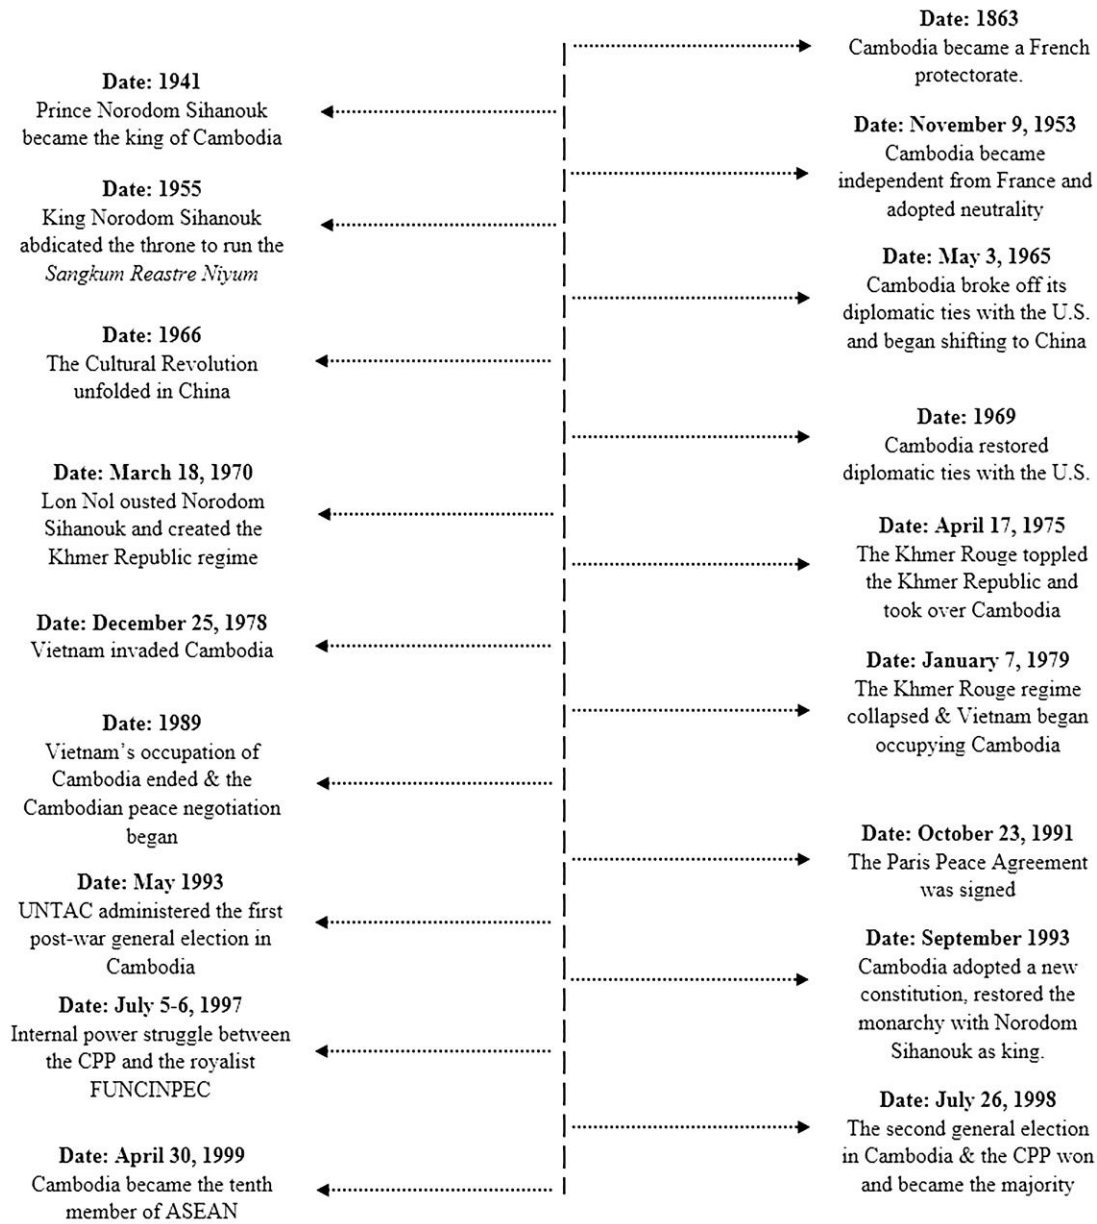 Date: 1863
Cambodia became a French
protectorate.
Date: 1941
Prince Norodom Sihanouk
became the king of Cambodia
Date: November 9, 1953
Cambodia became
independent from France and
adopted neutrality
Date: 1955
King Norodom Sihanouk
abdicated the throne to run the
Sangkum Reastre Niyum
Date: May 3, 1965
Cambodia broke off its
diplomatic ties with the U.S.
and began shifting to China
Date: 1966
The Cultural Revolution
unfolded in China
Date: 1969
Cambodia restored
diplomatic ties with the U.S.
Date: March 18, 1970
Lon Nol ousted Norodom
Sihanouk and created the
Khmer Republic regime
Date: April 17, 1975
The Khmer Rouge toppled
the Khmer Republic and
took over Cambodia
Date: December 25, 1978
Vietnam invaded Cambodia
Date: January 7, 1979
The Khmer Rouge regime
collapsed & Vietnam began
occupying Cambodia
Date: 1989
Vietnam’s occupation of
Cambodia ended & the
Cambodian peace negotiation
began
Date: October 23, 1991
The Paris Peace Agreement
was signed
Date: May 1993
UNTAC administered the first
post-war general election in
Cambodia
Date: September 1993
Cambodia adopted a new
constitution, restored the
monarchy with Norodom
Sihanouk as king.
Date: July 5-6, 1997
Internal power struggle between
the CPP and the royalist
FUNCINPEC
Date: July 26, 1998
The second general election
in Cambodia & the CPP won
and became the majority
Date: April 30, 1999
Cambodia became the tenth
member of ASEAN